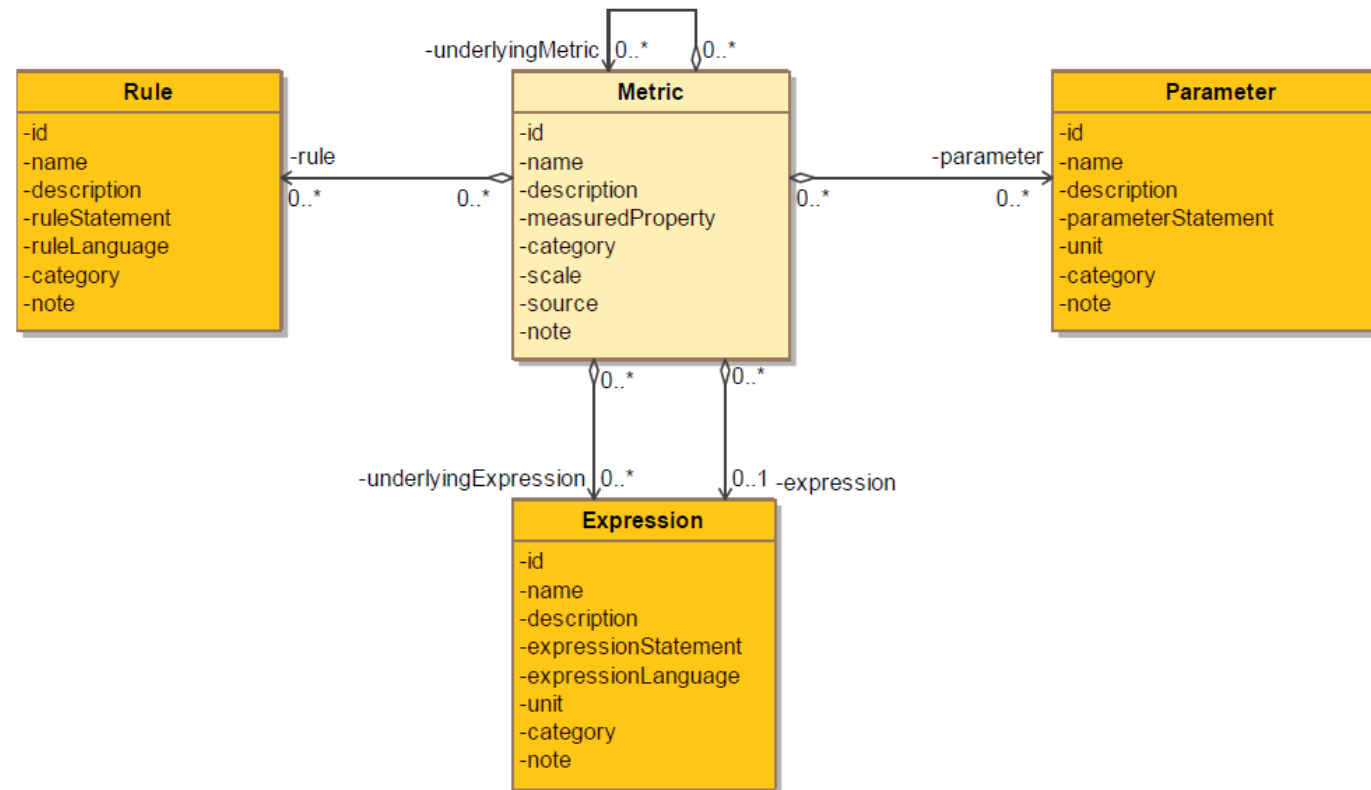 -underlyingMetric
0..*
0..*
Rule
-id
-name
-description
-ruleStatement
-ruleLanguage
-category
-note
-rule
0..*
0..*
Metric
-id
-name
-description
-measuredProperty
-category
-scale
-source
-note
-parameter
0..*
0..*
Parameter
-id
-name
-description
-parameterStatement
-unit
-category
-note
0..*
0..*
-underlyingExpression
0..*
0..1
-expression
Expression
-id
-name
-description
-expressionStatement
-expressionLanguage
-unit
-category
-note